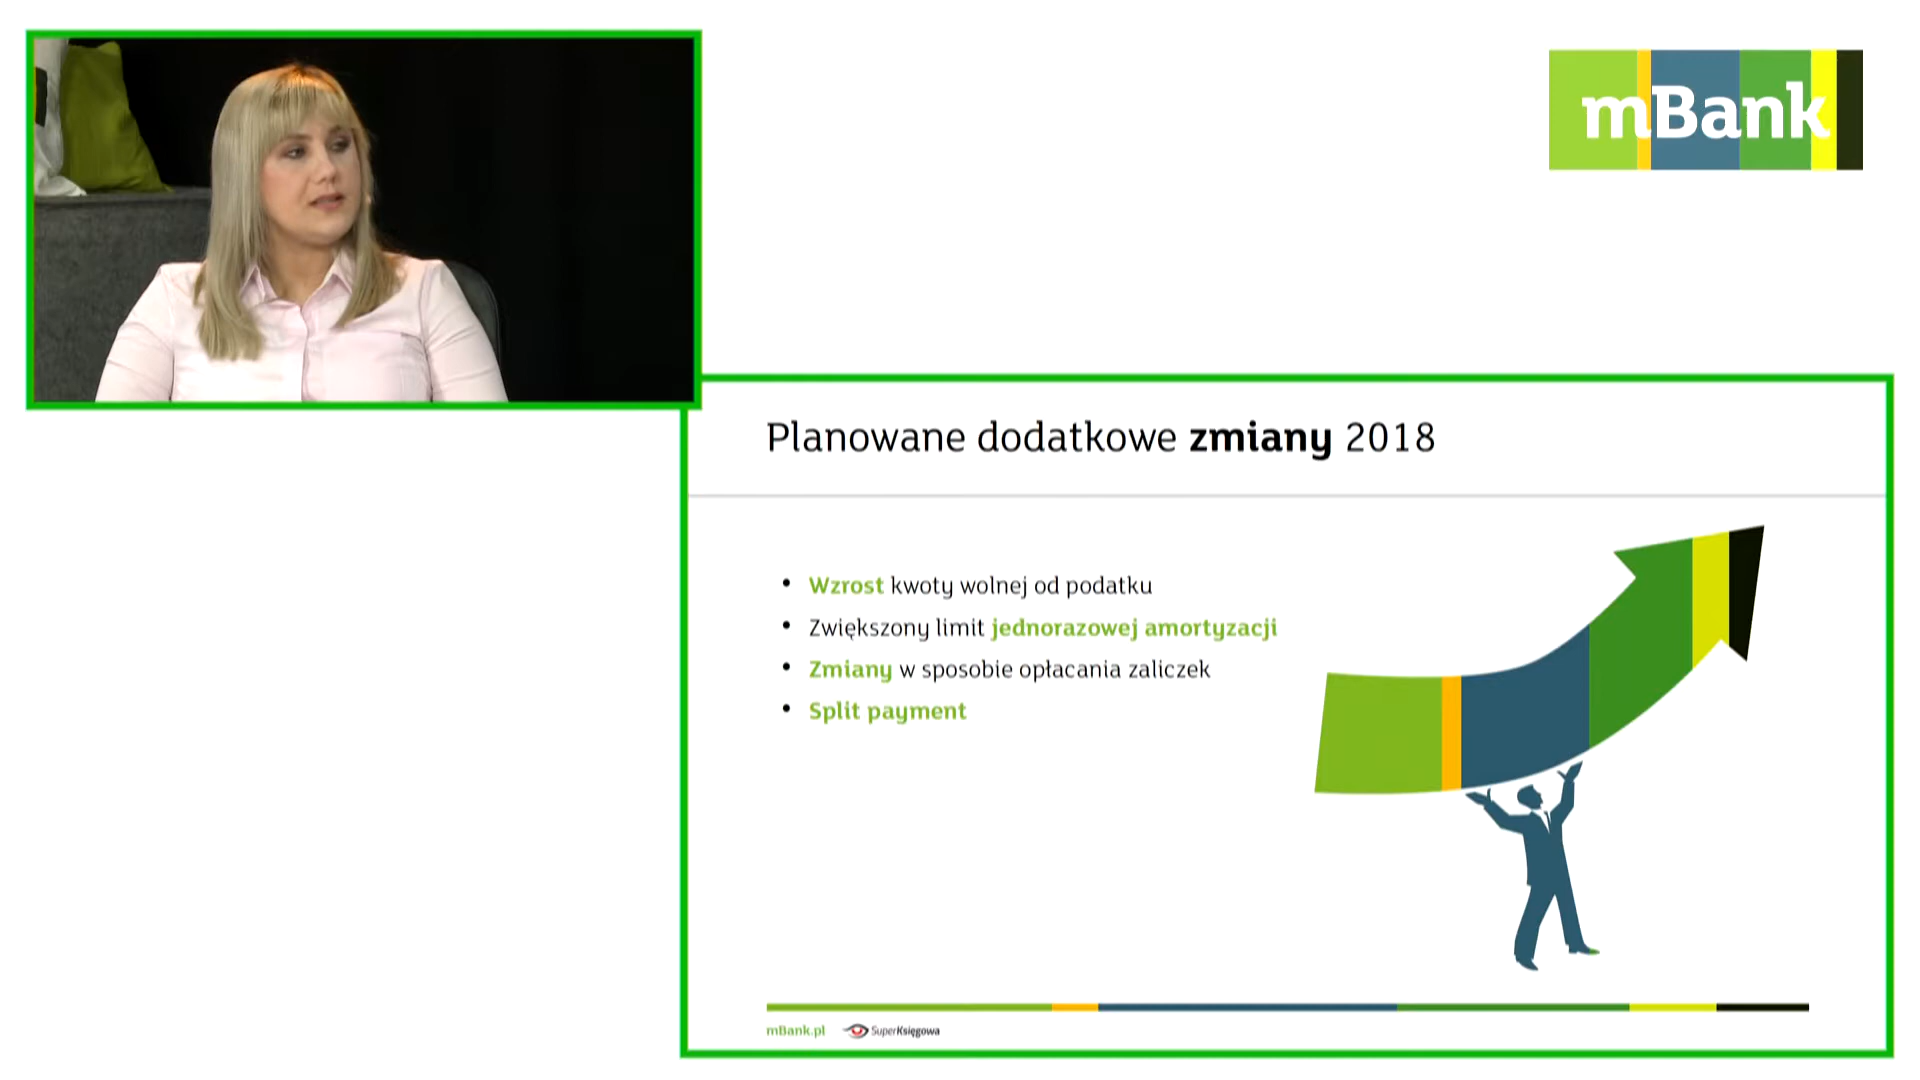 mBank
Planowane dodatkowe zmiany 2018
• Wzrost kwoty wolnej od podatku
• Zwiększony limit jednorazowej amortyzacji
• Zmiany w sposobie opłacania zaliczek
• Split payment
mBank.pl SuperKsięgowa